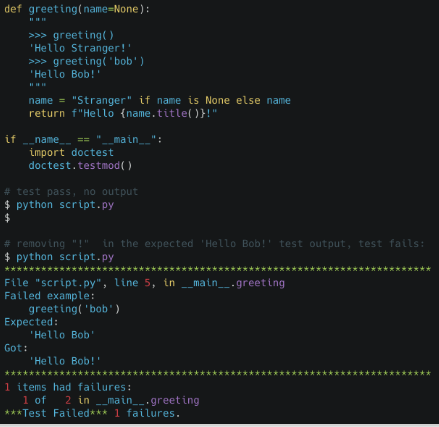 def greeting(name=None):
    """
    >>> greeting()
    'Hello Stranger!'
    >>> greeting('bob')
    'Hello Bob!'
    """
    name = "Stranger" if name is None else name
    return f"Hello {name.title()}!"

if __name__ == "__main__":
    import doctest
    doctest.testmod()

# test pass, no output
$ python script.py
$

# removing "!"  in the expected 'Hello Bob!' test output, test fails:
$ python script.py
**********************************************************************
File "script.py", line 5, in __main__.greeting
Failed example:
    greeting('bob')
Expected:
    'Hello Bob'
Got:
    'Hello Bob!'
**********************************************************************
1 items had failures:
   1 of   2 in __main__.greeting
***Test Failed*** 1 failures.